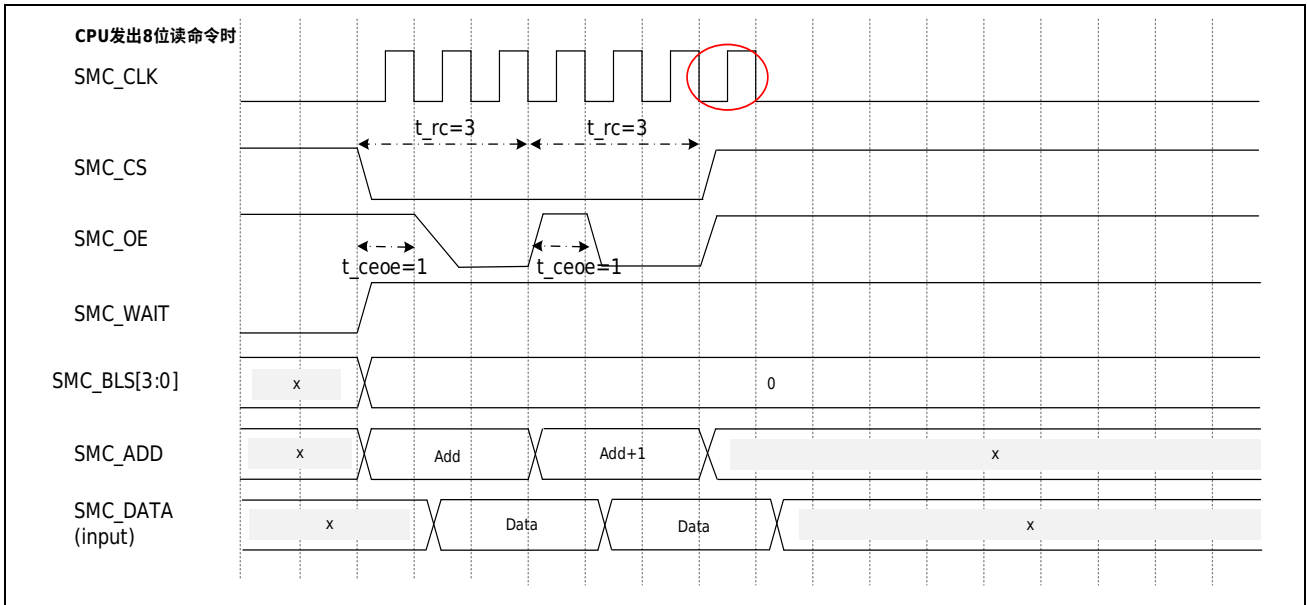 CPU发出8位读命令时
SMC_CLK
t_rc=3 t_rc=3
SMC_CS
SMC_OE
t_ceoe=1 t_ceoe=1
SMC_WAIT
SMC_BLS[3:0] x 0
SMC_ADD x Add Add+1 x
SMC_DATA
(input) x Data Data x